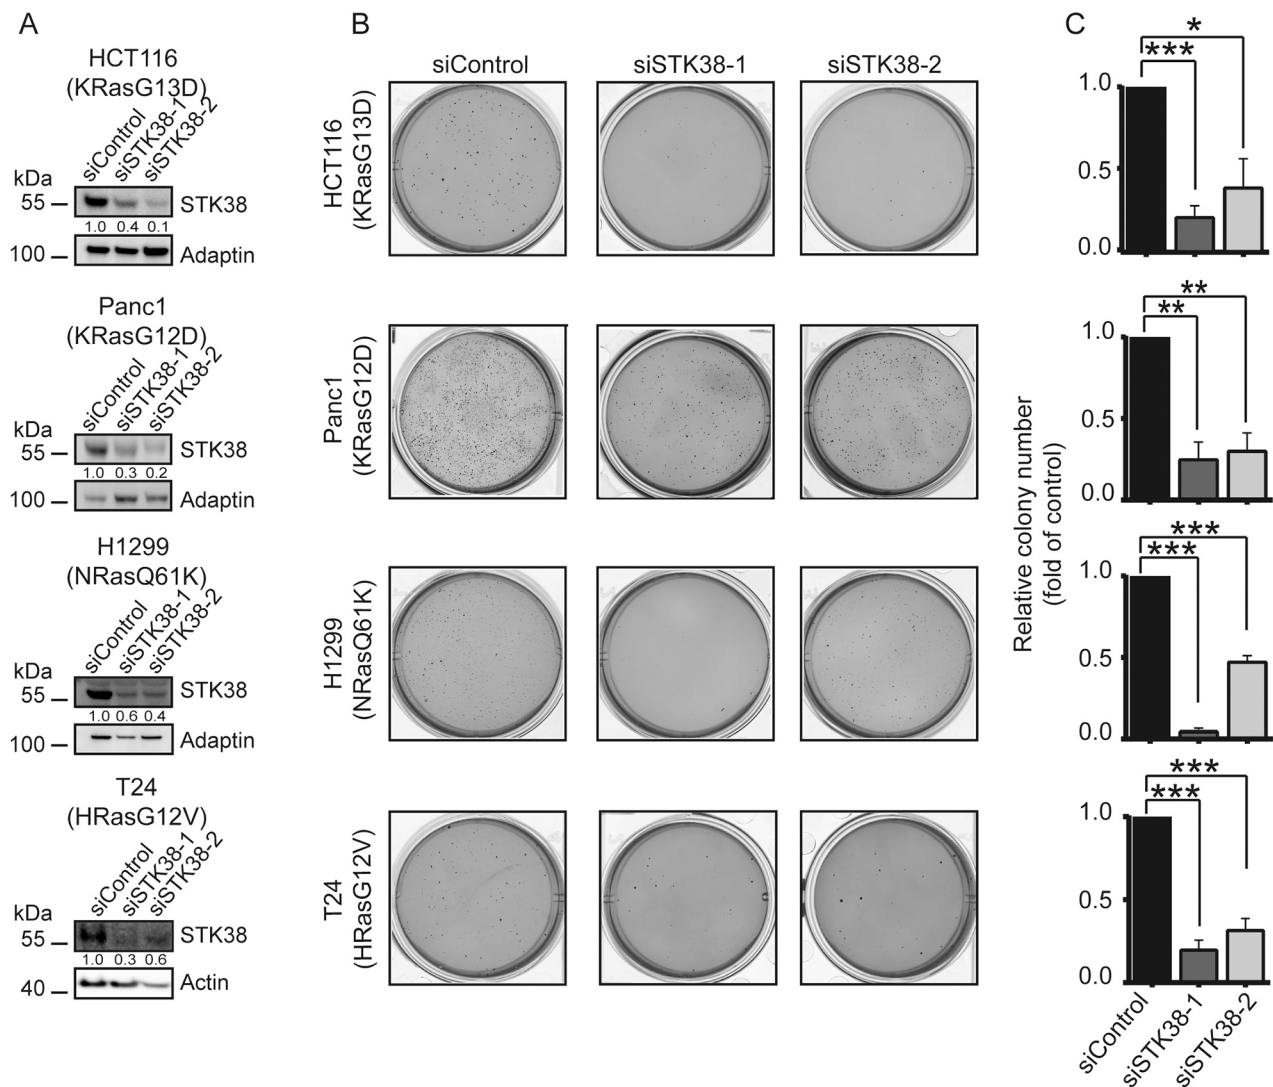 A
HCT116
(KRasG13D)
siControl
siSTK38-1
siSTK38-2
kDa
55
STK38
1.0 0.4 0.1
100
Adaptin
Panc1
(KRasG12D)
siControl
siSTK38-1
siSTK38-2
kDa
55
STK38
1.0 0.3 0.2
100
Adaptin
H1299
(NRasQ61K)
siControl
siSTK38-1
siSTK38-2
kDa
55
STK38
1.0 0.6 0.4
100
Adaptin
T24
(HRasG12V)
siControl
siSTK38-1
siSTK38-2
kDa
55
STK38
1.0 0.3 0.6
40
Actin
B
siControl
siSTK38-1
siSTK38-2
HCT116
(KRasG13D)
Panc1
(KRasG12D)
H1299
(NRasQ61K)
T24
(HRasG12V)
C
Relative colony number
(fold of control)
*
***
1.0
0.5
0.0
**
**
1.0
0.5
0.0
***
***
1.0
0.5
0.0
***
***
1.0
0.5
0.0
siControl
siSTK38-1
siSTK38-2